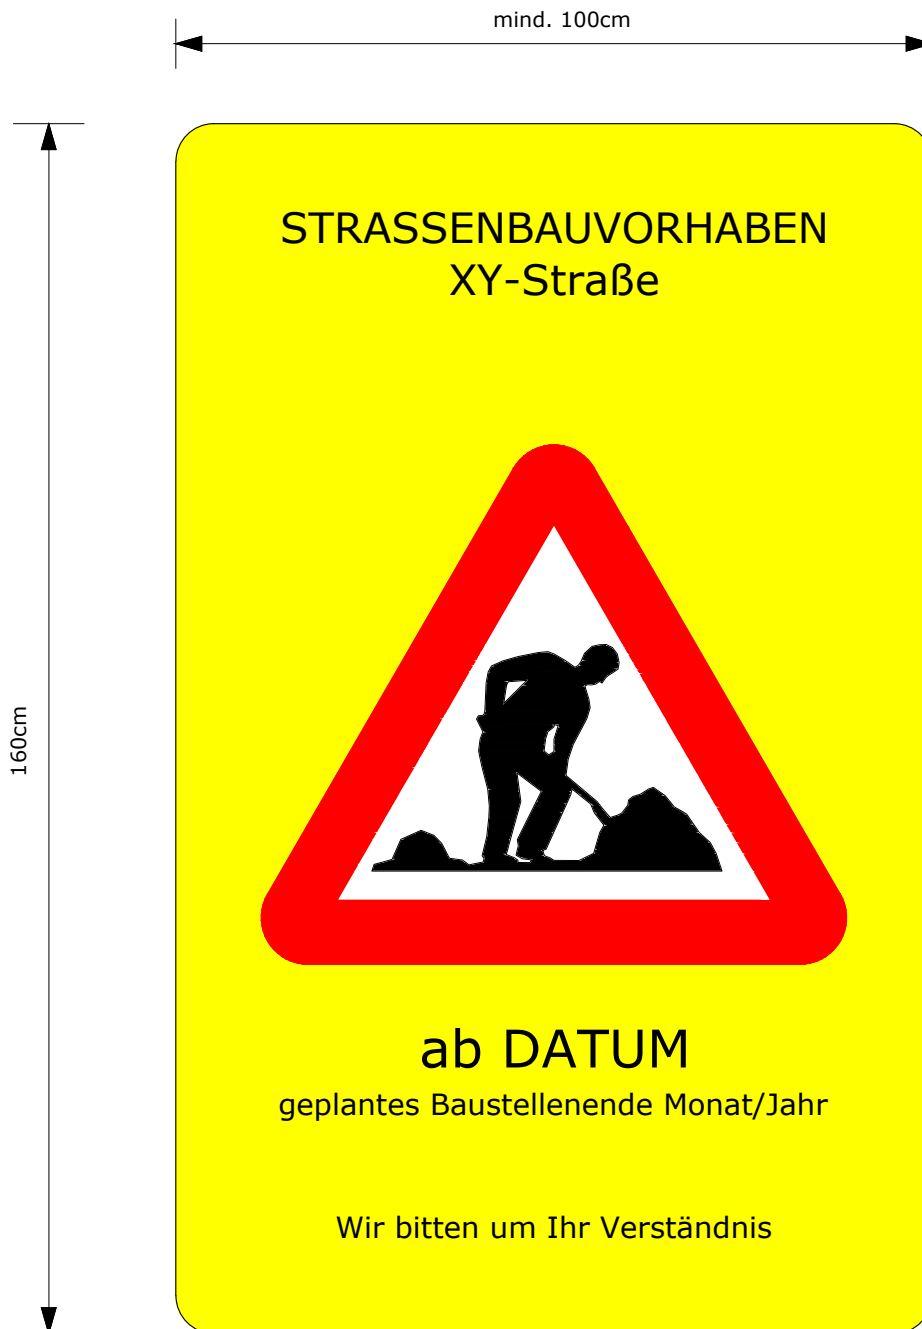 mind. 100cm
STRASSENBAUVORHABEN
XY-Straße
160cm
ab DATUM
geplantes Baustellenende Monat/Jahr
Wir bitten um Ihr Verständnis